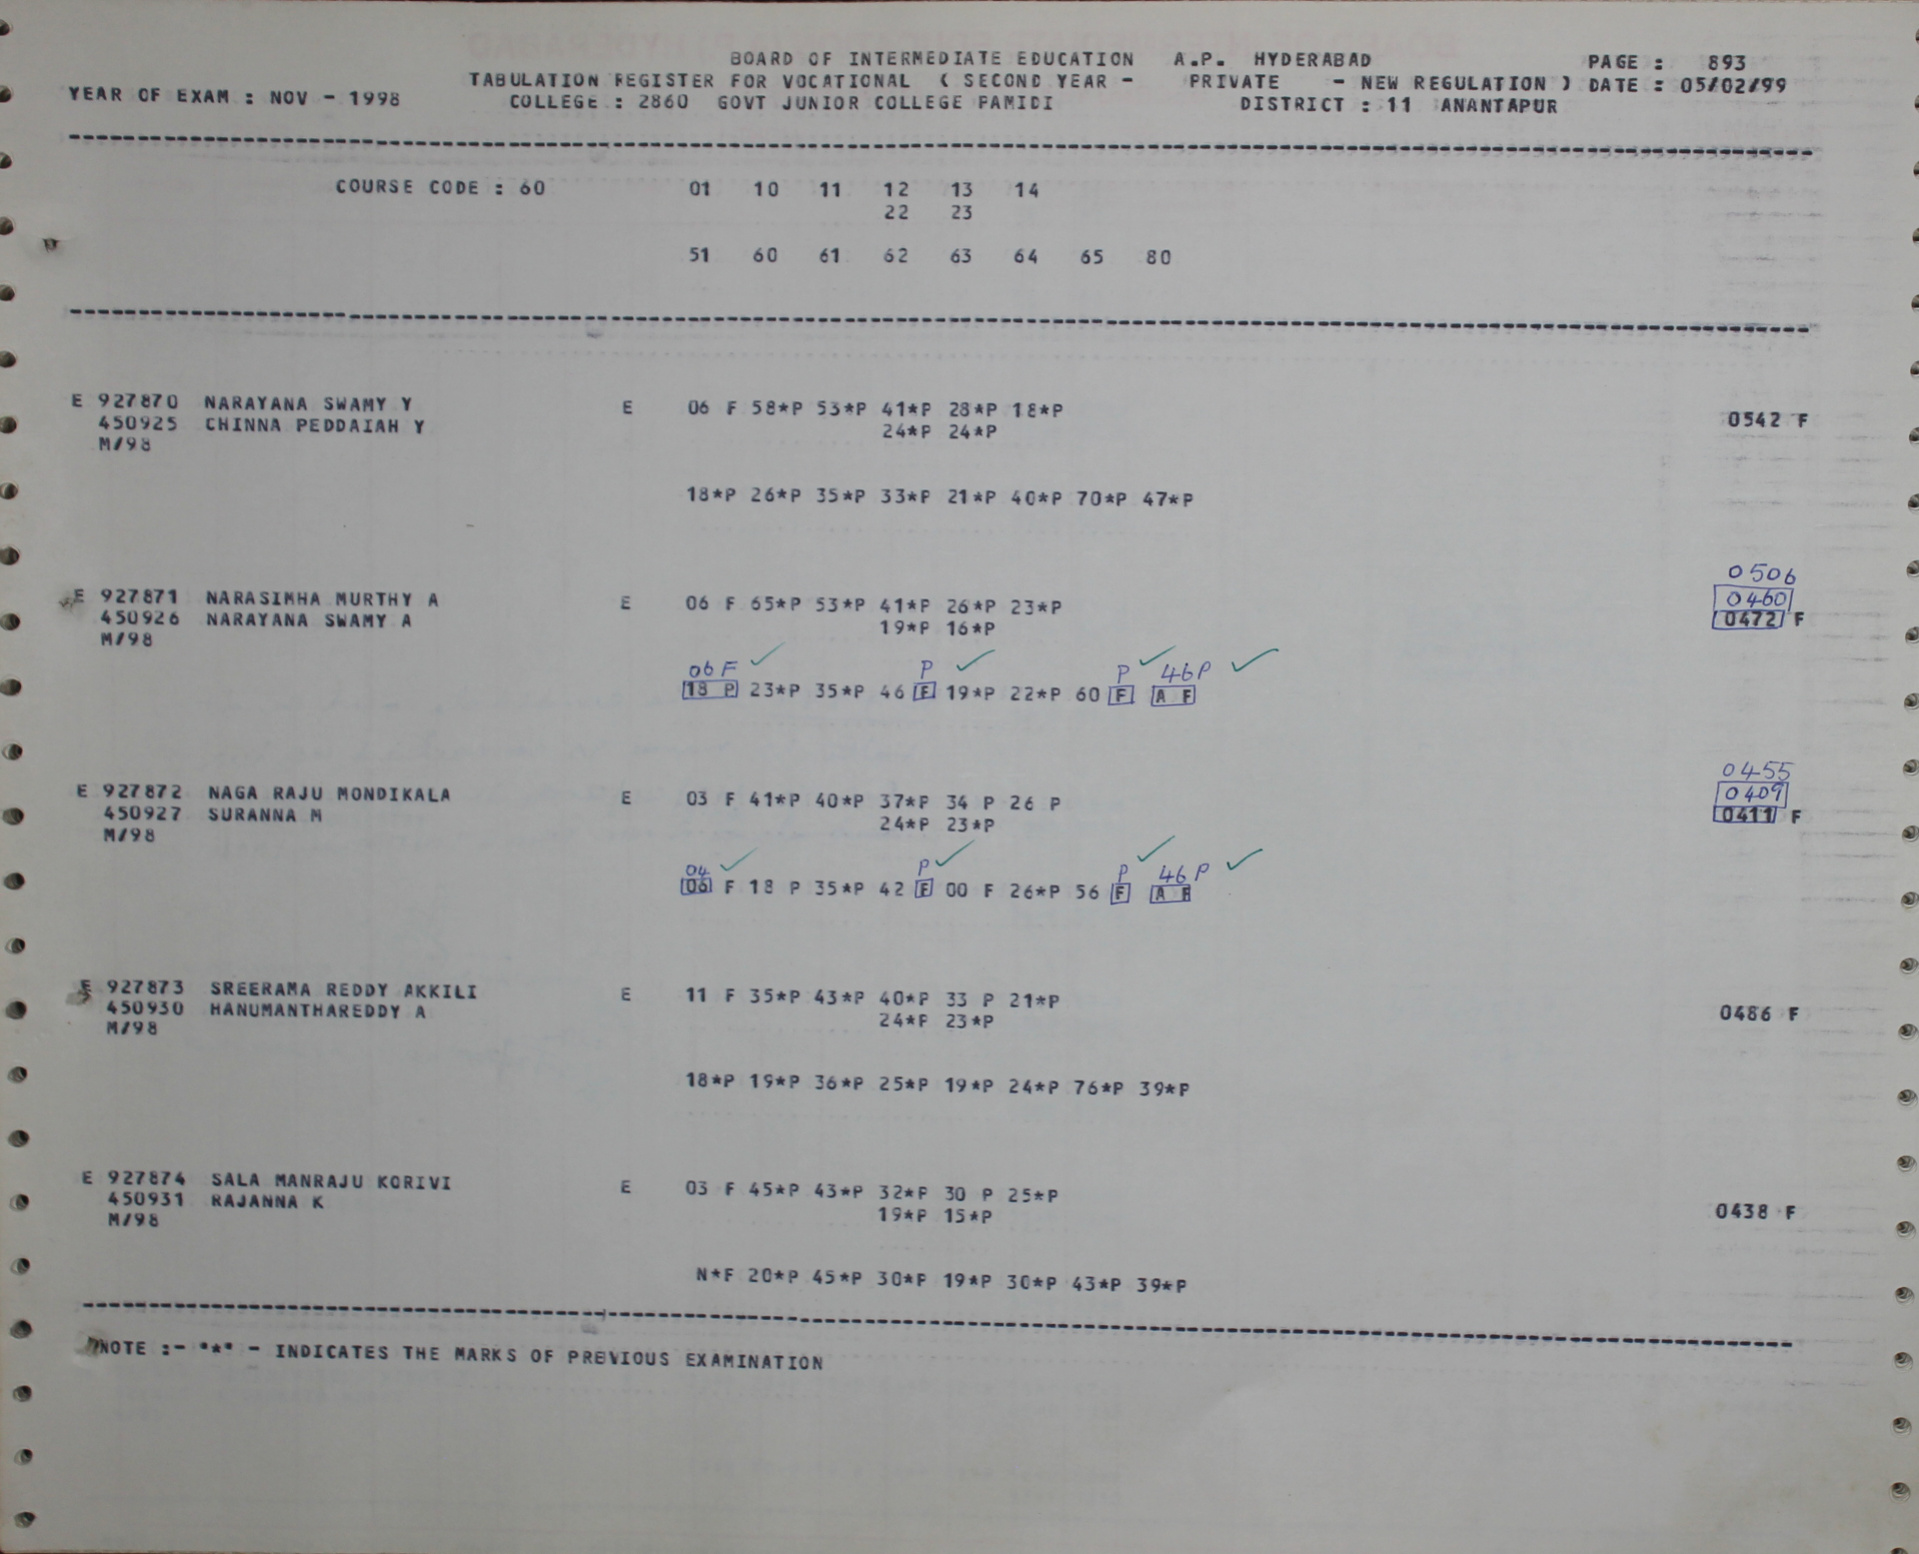 BOARD OF INTERMEDIATE EDUCATION A.P. HYDERABAD PAGE : 893
TABULATION REGISTER FOR VOCATIONAL ( SECOND YEAR - PRIVATE - NEW REGULATION ) DATE : 05/02/99
YEAR OF EXAM : NOV - 1998 COLLEGE : 2860 GOVT JUNIOR COLLEGE PAMIDI DISTRICT : 11 ANANTAPUR
COURSE CODE : 60 01 10 11 12 13 14
22 23
51 60 61 62 63 64 65 80
E 927870 NARAYANA SWAMY Y E 06 F 58*P 53*P 41*P 28*P 18*P 0542 F
450925 CHINNA PEDDAIAH Y 24*P 24*P
M/98
18*P 26*P 35*P 33*P 21*P 40*P 70*P 47*P
0506
0460
E 927871 NARASIMHA MURTHY A E 06 F 65*P 53*P 41*P 26*P 23*P 0472 F
450926 NARAYANA SWAMY A 19*P 16*P
M/98
06 F ✓ P ✓ P ✓ 46P ✓
18 P 23*P 35*P 46 F 19*P 22*P 60 F A F
0455
0409
E 927872 NAGA RAJU MONDIKALA E 03 F 41*P 40*P 37*P 34 P 26 P 0411 F
450927 SURANNA M 24*P 23*P
M/98
04 ✓ P ✓ P ✓ 46 P ✓
06 F 18 P 35*P 42 F 00 F 26*P 56 F A F
E 927873 SREERAMA REDDY AKKILI E 11 F 35*P 43*P 40*P 33 P 21*P 0486 F
450930 HANUMANTHAREDDY A 24*P 23*P
M/98
18*P 19*P 36*P 25*P 19*P 24*P 76*P 39*P
E 927874 SALA MANRAJU KORIVI E 03 F 45*P 43*P 32*P 30 P 25*P 0438 F
450931 RAJANNA K 19*P 15*P
M/98
N*F 20*P 45*P 30*P 19*P 30*P 43*P 39*P
NOTE :- "*" - INDICATES THE MARKS OF PREVIOUS EXAMINATION